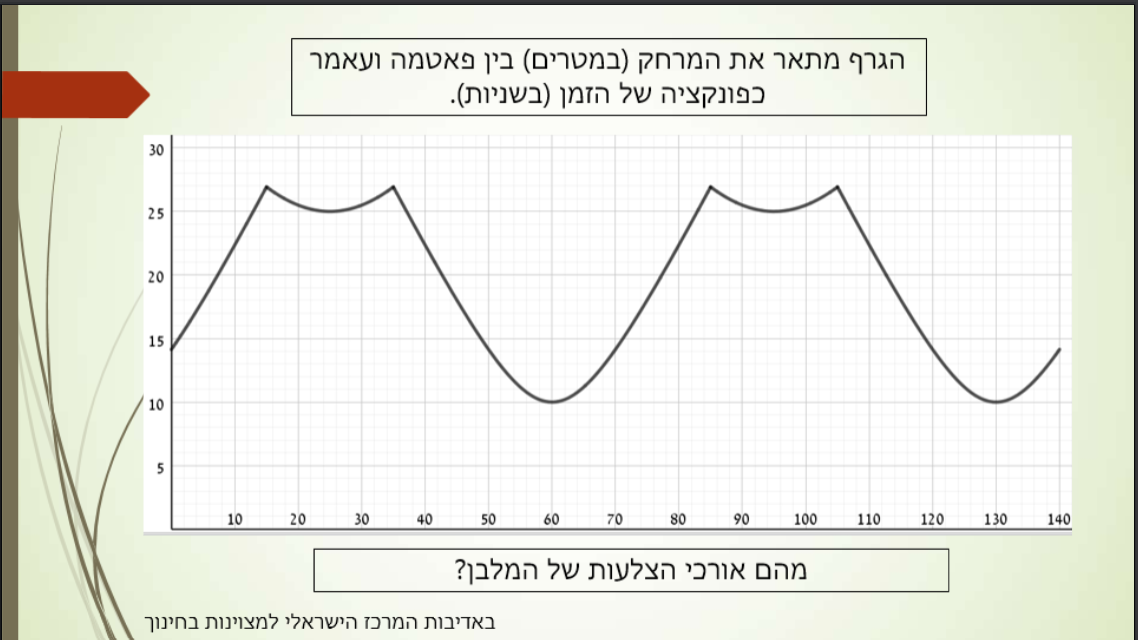 הגרף מתאר את המרחק (במטרים) בין פאטמה ועאמר
כפונקציה של הזמן (בשניות).
30
25
20
15
10
5
10 20 30 40 50 60 70 80 90 100 110 120 130 140
מהם אורכי הצלעות של המלבן?
באדיבות המרכז הישראלי למצוינות בחינוך